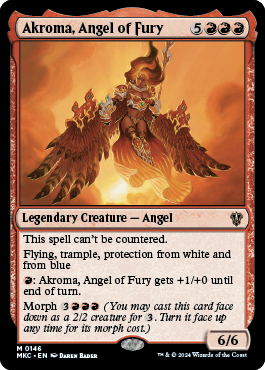 Akroma, Angel of Fury 5
Legendary Creature — Angel
This spell can't be countered.
Flying, trample, protection from white and
from blue
: Akroma, Angel of Fury gets +1/+0 until
end of turn.
Morph 3 (You may cast this card face
down as a 2/2 creature for 3. Turn it face up
any time for its morph cost.)
6/6
M 0146
MKC • EN Daren Bader
™ & © 2024 Wizards of the Coast